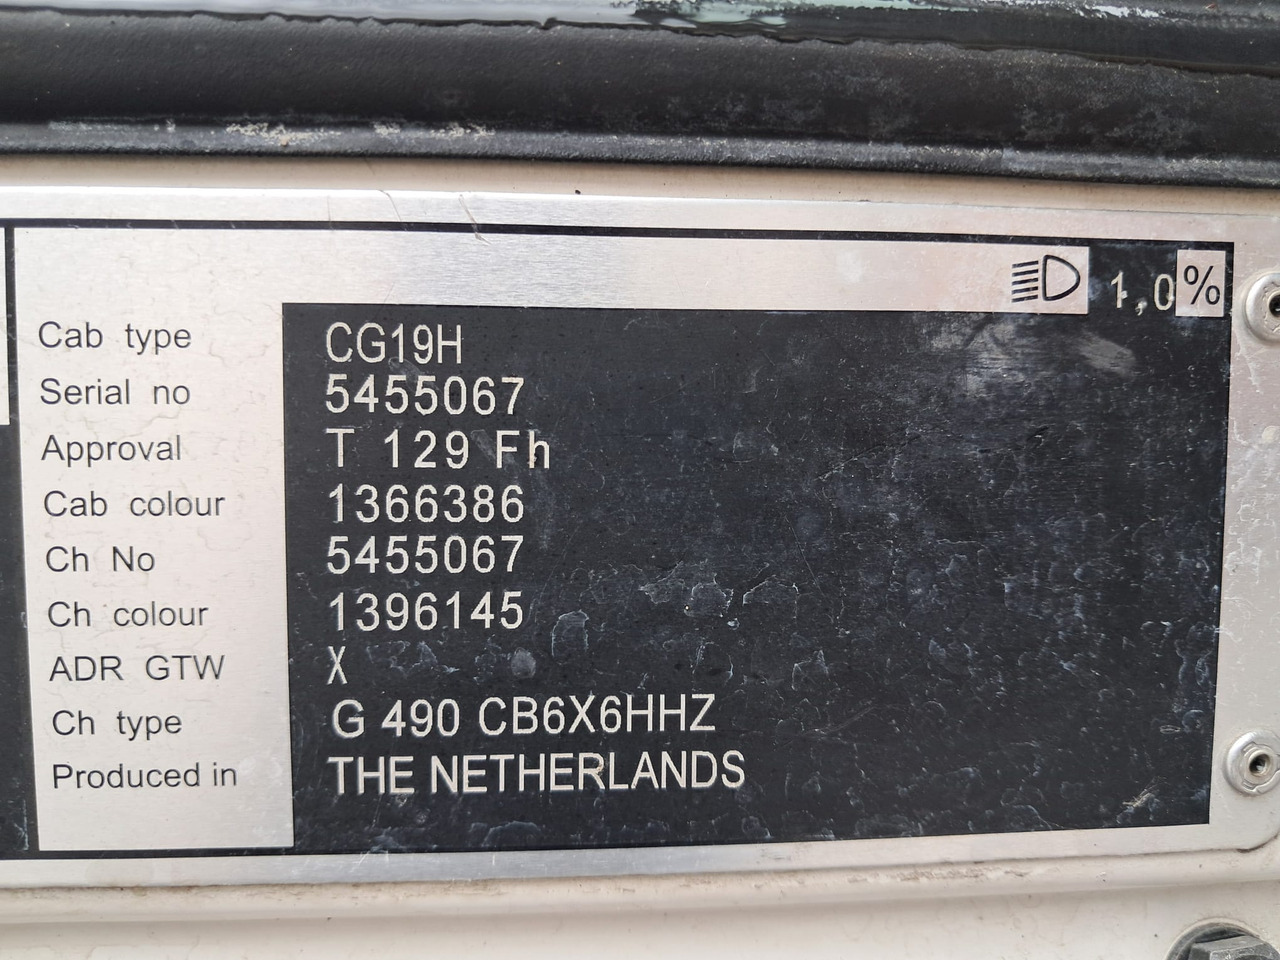 1,0 %
Cab type CG19H
Serial no 5455067
Approval T 129 Fh
Cab colour 1366386
Ch No 5455067
Ch colour 1396145
ADR GTW X
Ch type G 490 CB6X6HHZ
Produced in THE NETHERLANDS